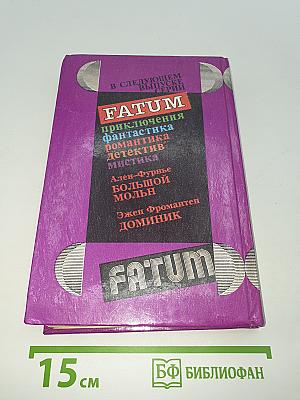 В СЛЕДУЮЩЕМ
ВЫПУСКЕ
СЕРИИ
FATUM
приключения
фантастика
романтика
детектив
мистика
Ален-Фурнье
БОЛЬШОЙ
МОЛЬН
Эжен Фромантен
ДОМИНИК
FATUM
15 см
БФ БИБЛИОФАН